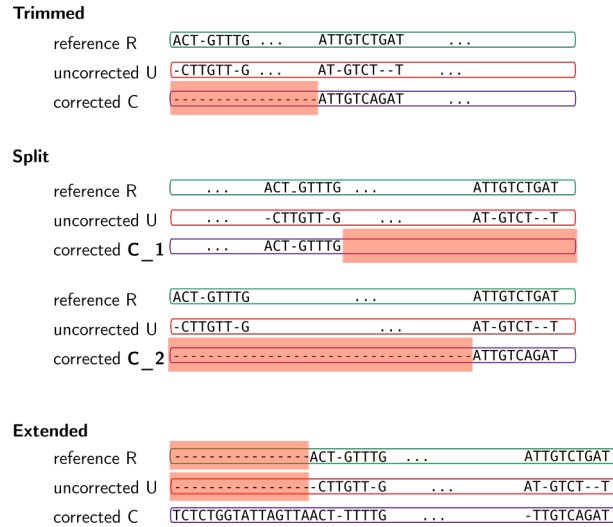 Trimmed
reference R ACT-GTTTG ... ATTGTCTGAT ...
uncorrected U -CTTGTT-G ... AT-GTCT--T ...
corrected C -----------------ATTGTCAGAT ...
Split
reference R ... ACT-GTTTG ... ATTGTCTGAT
uncorrected U ... -CTTGTT-G ... AT-GTCT--T
corrected C_1 ... ACT-GTTTG
reference R ACT-GTTTG ... ATTGTCTGAT
uncorrected U -CTTGTT-G ... AT-GTCT--T
corrected C_2 -----------------------------------ATTGTCAGAT
Extended
reference R ----------------ACT-GTTTG ... ATTGTCTGAT
uncorrected U -----------------CTTGTT-G ... AT-GTCT--T
corrected C TCTCTGGTATTAGTTAACT-TTTTG ... -TTGTCAGAT